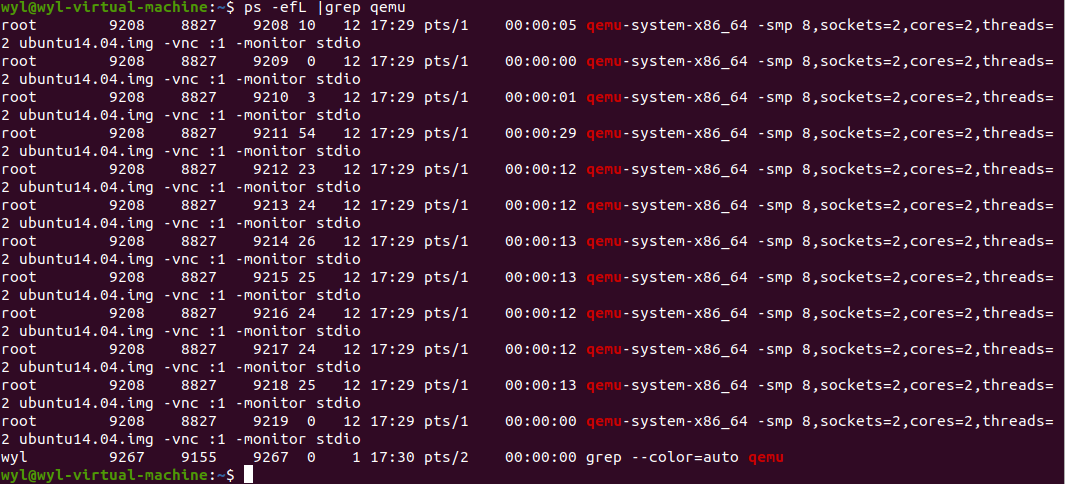 wyl@wyl-virtual-machine:~$ ps -efL |grep qemu
root        9208    8827    9208 10   12 17:29 pts/1    00:00:05 qemu-system-x86_64 -smp 8,sockets=2,cores=2,threads=
2 ubuntu14.04.img -vnc :1 -monitor stdio
root        9208    8827    9209  0   12 17:29 pts/1    00:00:00 qemu-system-x86_64 -smp 8,sockets=2,cores=2,threads=
2 ubuntu14.04.img -vnc :1 -monitor stdio
root        9208    8827    9210  3   12 17:29 pts/1    00:00:01 qemu-system-x86_64 -smp 8,sockets=2,cores=2,threads=
2 ubuntu14.04.img -vnc :1 -monitor stdio
root        9208    8827    9211 54   12 17:29 pts/1    00:00:29 qemu-system-x86_64 -smp 8,sockets=2,cores=2,threads=
2 ubuntu14.04.img -vnc :1 -monitor stdio
root        9208    8827    9212 23   12 17:29 pts/1    00:00:12 qemu-system-x86_64 -smp 8,sockets=2,cores=2,threads=
2 ubuntu14.04.img -vnc :1 -monitor stdio
root        9208    8827    9213 24   12 17:29 pts/1    00:00:12 qemu-system-x86_64 -smp 8,sockets=2,cores=2,threads=
2 ubuntu14.04.img -vnc :1 -monitor stdio
root        9208    8827    9214 26   12 17:29 pts/1    00:00:13 qemu-system-x86_64 -smp 8,sockets=2,cores=2,threads=
2 ubuntu14.04.img -vnc :1 -monitor stdio
root        9208    8827    9215 25   12 17:29 pts/1    00:00:13 qemu-system-x86_64 -smp 8,sockets=2,cores=2,threads=
2 ubuntu14.04.img -vnc :1 -monitor stdio
root        9208    8827    9216 24   12 17:29 pts/1    00:00:12 qemu-system-x86_64 -smp 8,sockets=2,cores=2,threads=
2 ubuntu14.04.img -vnc :1 -monitor stdio
root        9208    8827    9217 24   12 17:29 pts/1    00:00:12 qemu-system-x86_64 -smp 8,sockets=2,cores=2,threads=
2 ubuntu14.04.img -vnc :1 -monitor stdio
root        9208    8827    9218 25   12 17:29 pts/1    00:00:13 qemu-system-x86_64 -smp 8,sockets=2,cores=2,threads=
2 ubuntu14.04.img -vnc :1 -monitor stdio
root        9208    8827    9219  0   12 17:29 pts/1    00:00:00 qemu-system-x86_64 -smp 8,sockets=2,cores=2,threads=
2 ubuntu14.04.img -vnc :1 -monitor stdio
wyl         9267    9155    9267  0    1 17:30 pts/2    00:00:00 grep --color=auto qemu
wyl@wyl-virtual-machine:~$